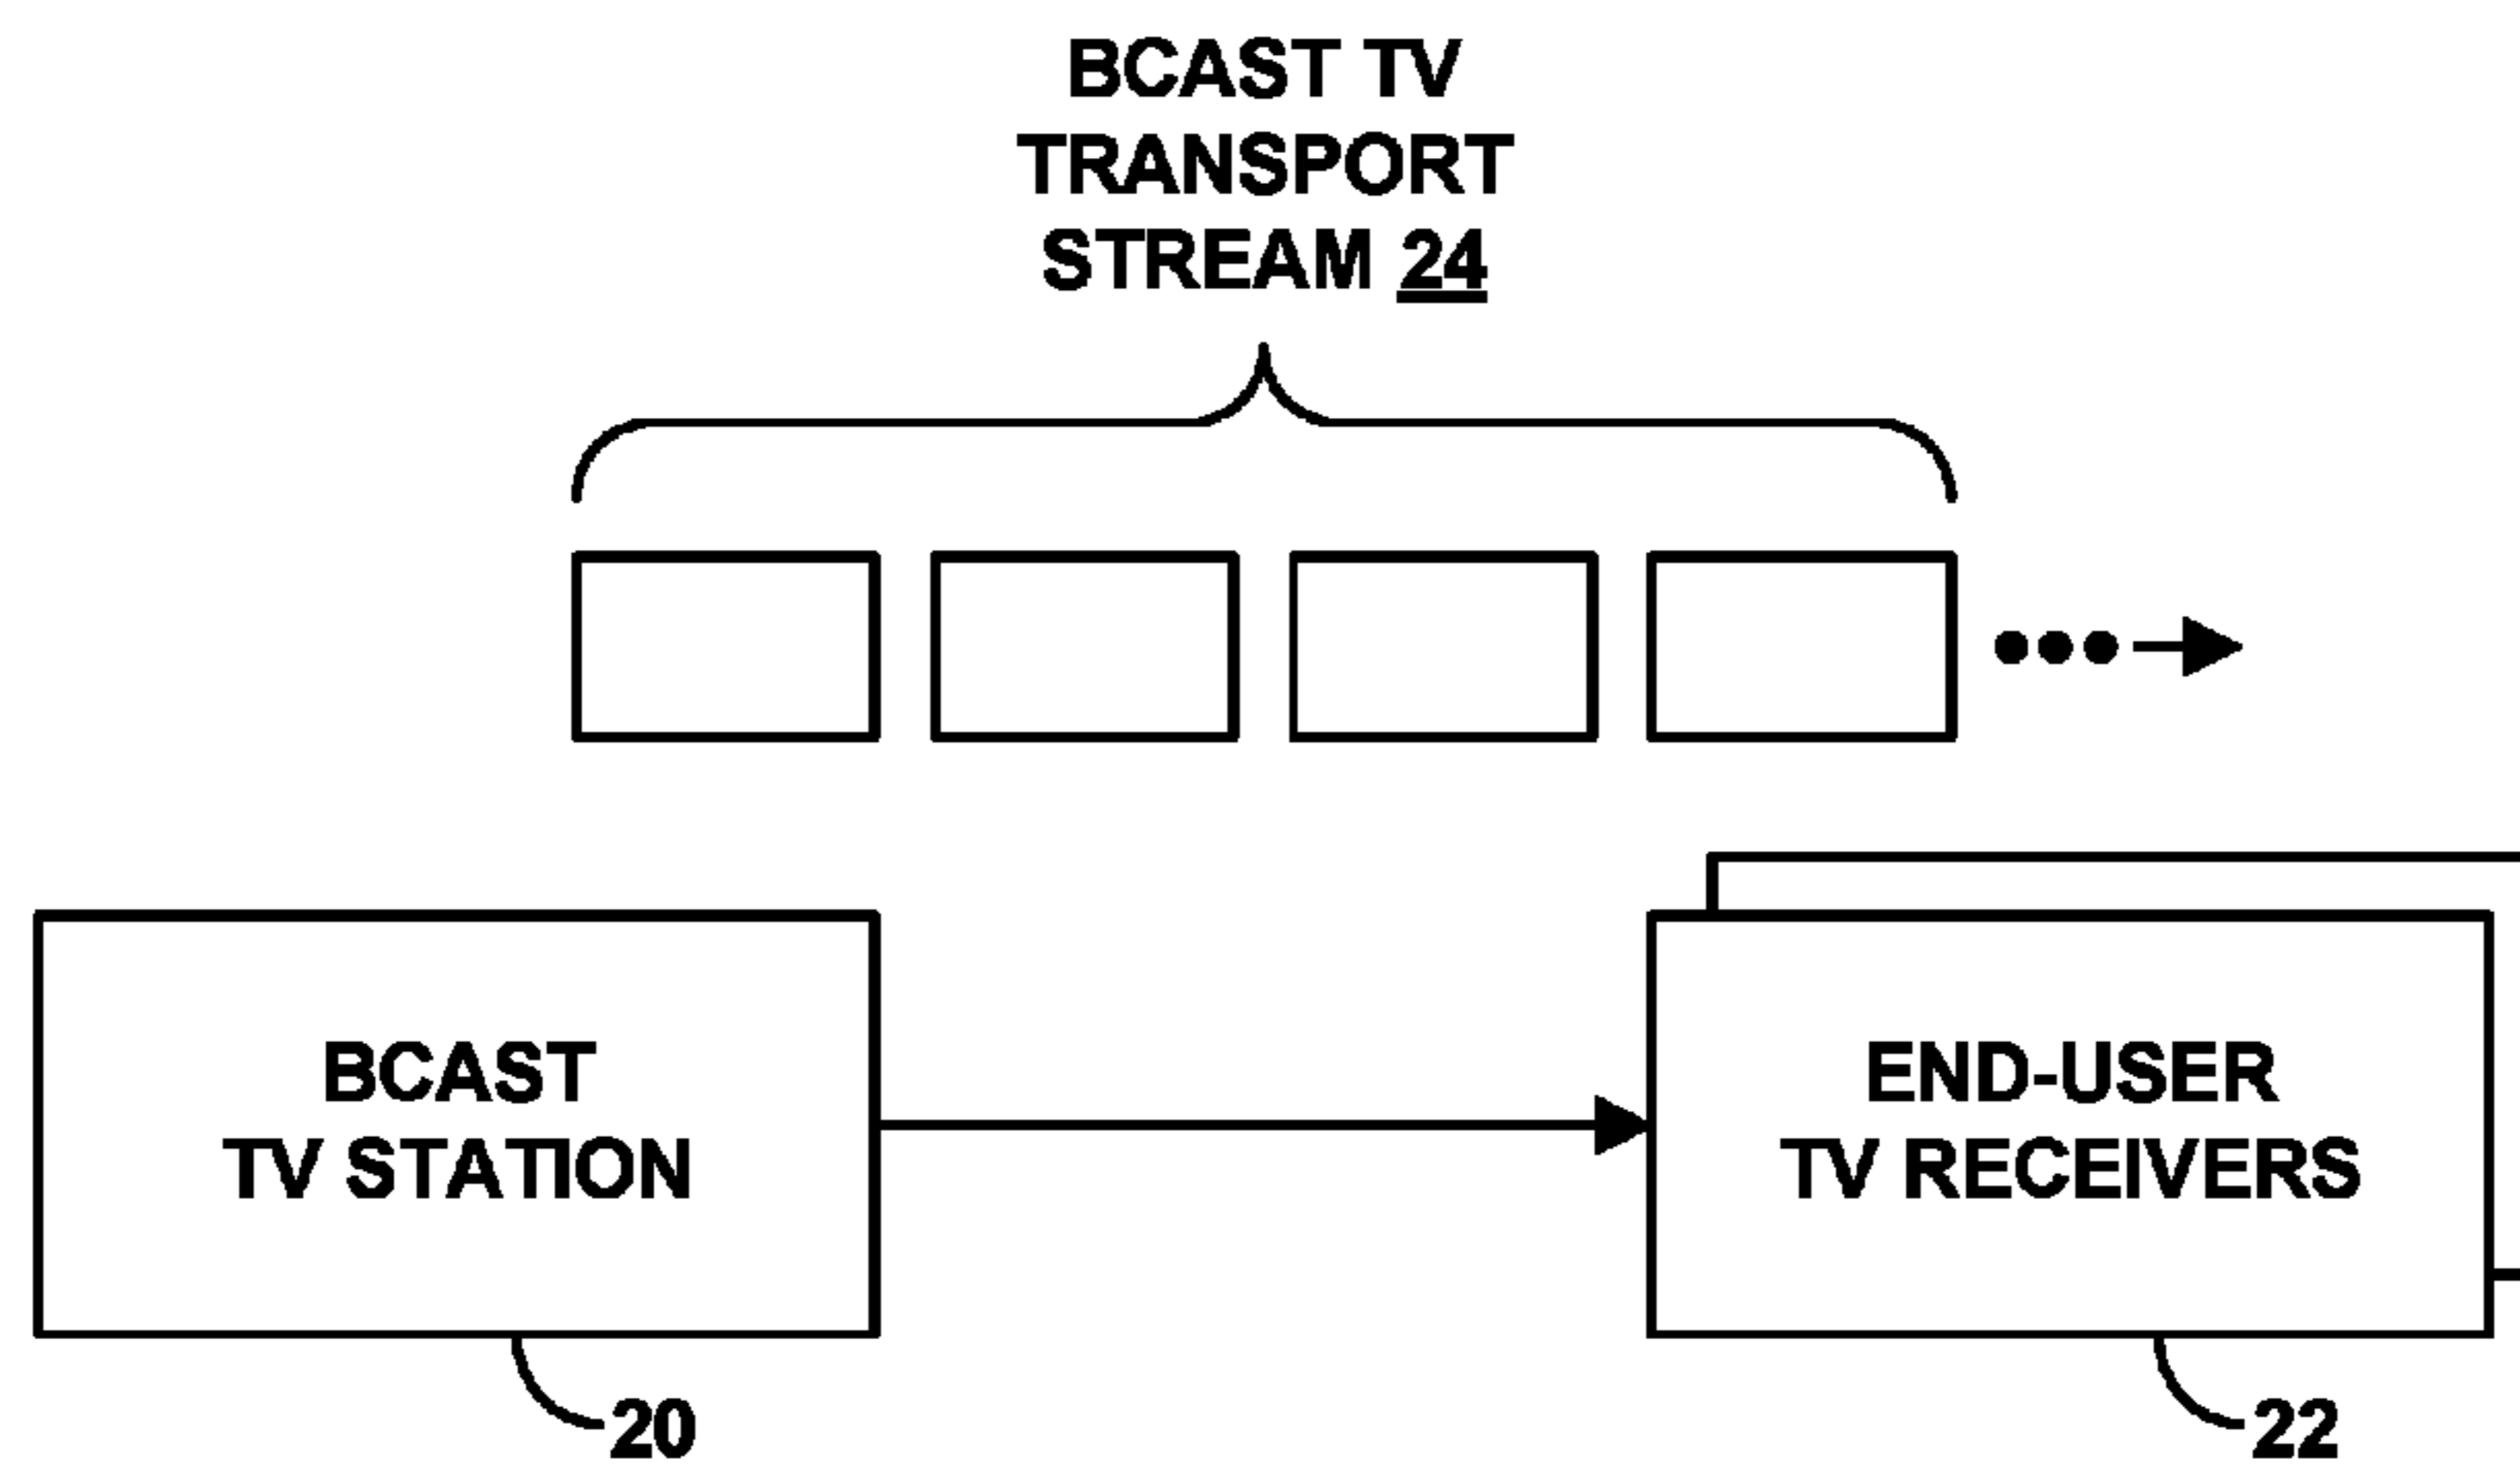 BCAST TV
TRANSPORT
STREAM 24
BCAST
TV STATION
END-USER
TV RECEIVERS
20
22